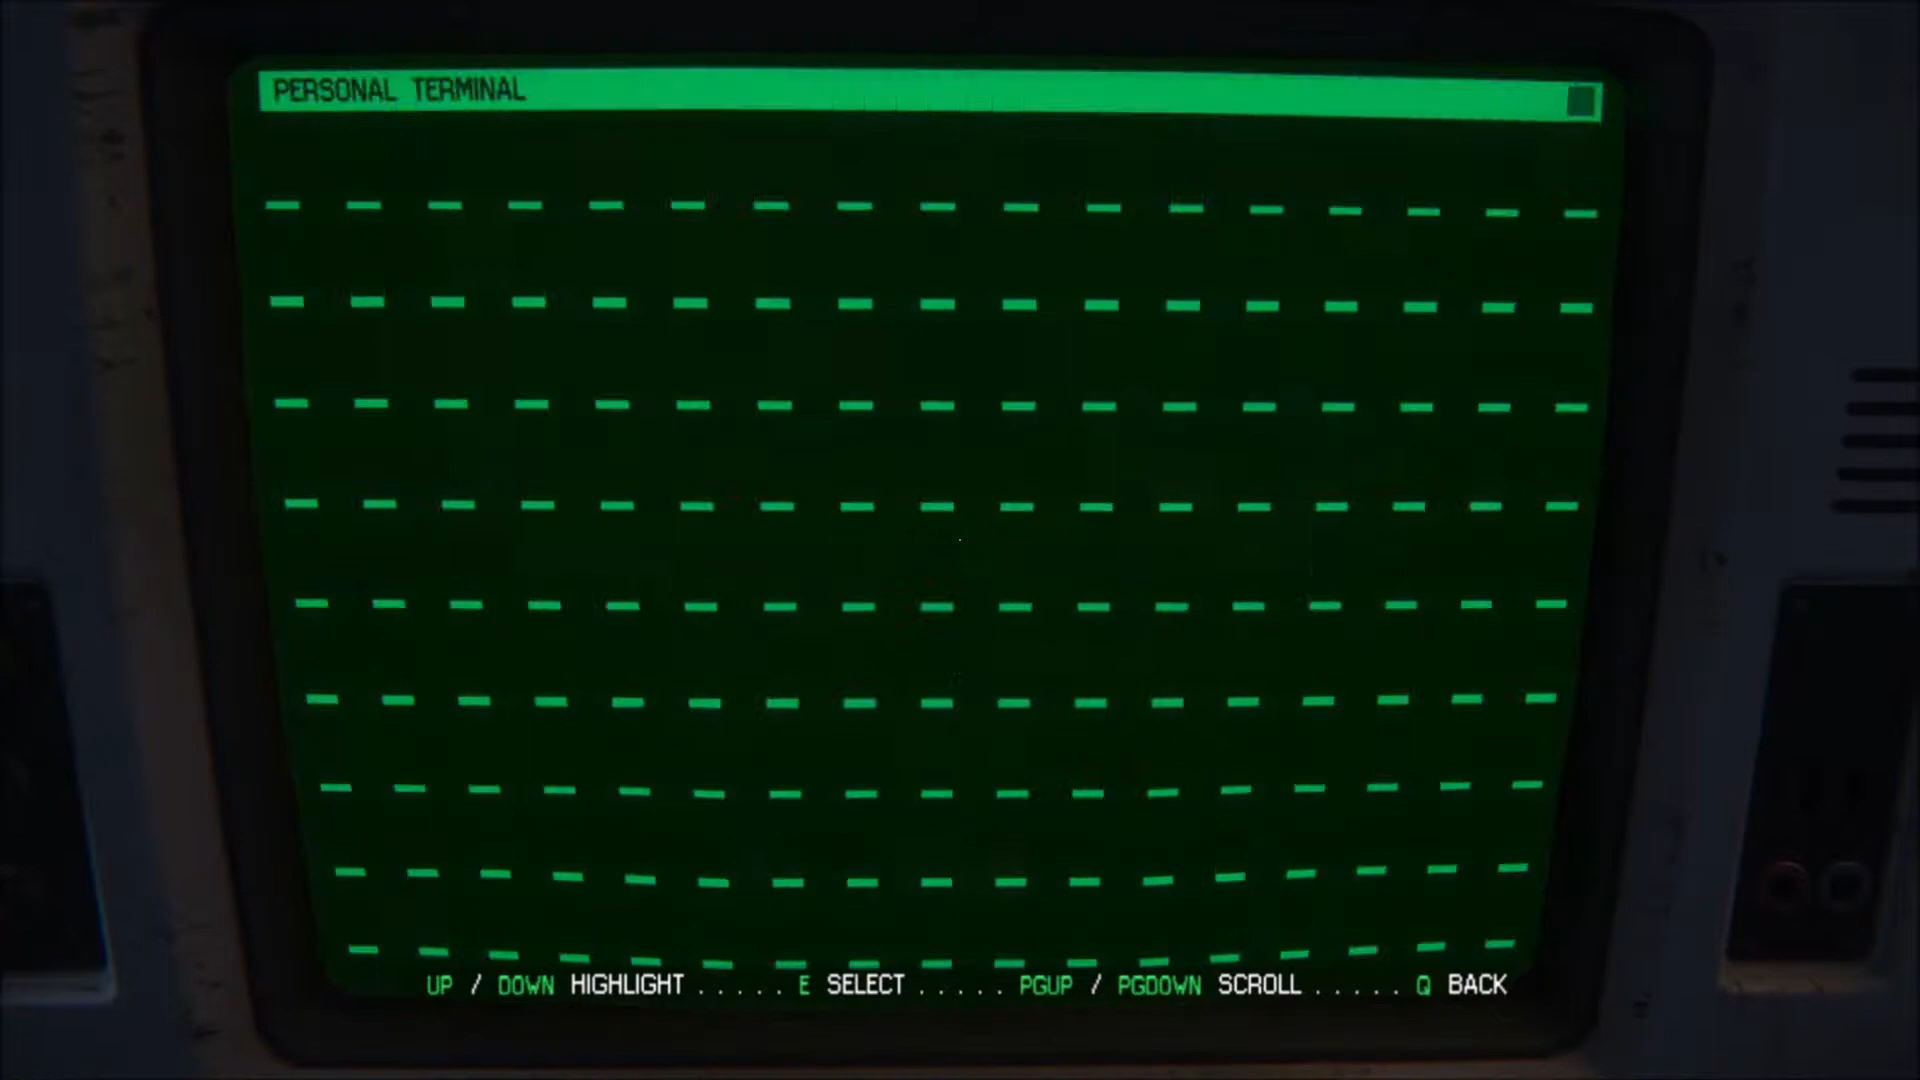 PERSONAL TERMINAL
UP / DOWN HIGHLIGHT ..... E SELECT ..... PGUP / PGDOWN SCROLL ..... Q BACK